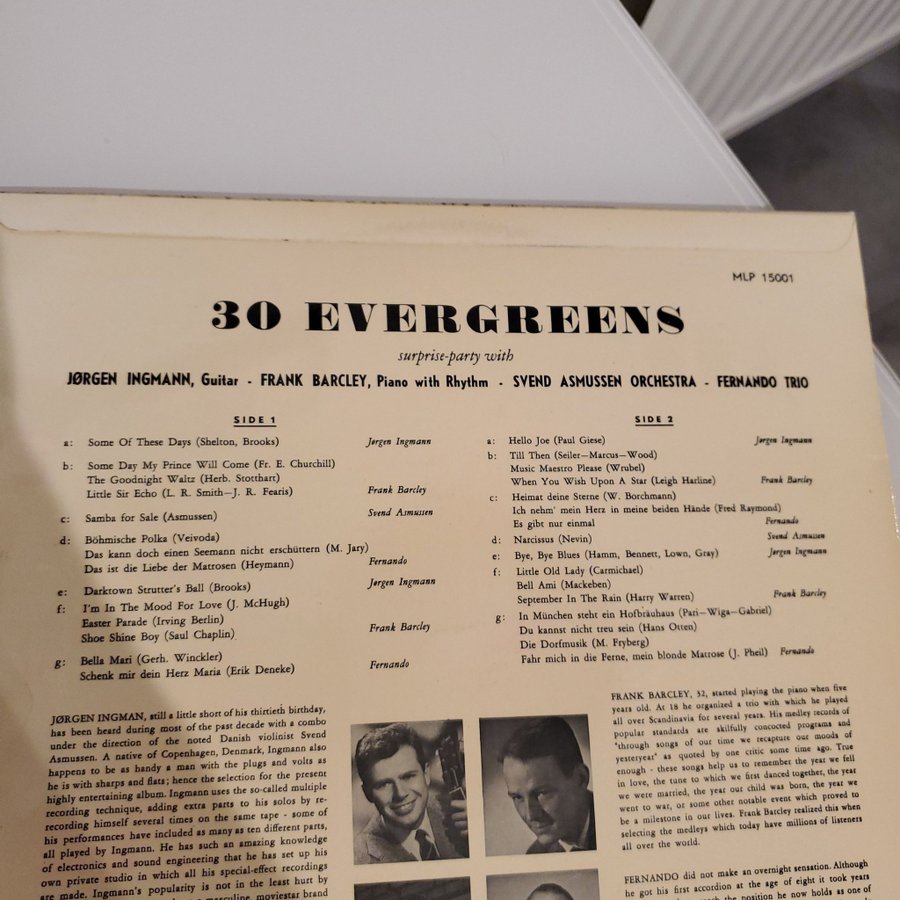 MLP 15001
30 EVERGREENS
surprise-party with
JØRGEN INGMANN, Guitar - FRANK BARCLEY, Piano with Rhythm - SVEND ASMUSSEN ORCHESTRA - FERNANDO TRIO
SIDE 1
a: Some Of These Days (Shelton, Brooks) Jørgen Ingmann
b: Some Day My Prince Will Come (Fr. E. Churchill)
The Goodnight Waltz (Herb. Stotthart)
Little Sir Echo (L. R. Smith—J. R. Fearis) Frank Barcley
c: Samba for Sale (Asmussen) Svend Asmussen
d: Böhmische Polka (Veivoda)
Das kann doch einen Seemann nicht erschüttern (M. Jary)
Das ist die Liebe der Matrosen (Heymann) Fernando
e: Darktown Strutter's Ball (Brooks) Jørgen Ingmann
f: I'm In The Mood For Love (J. McHugh)
Easter Parade (Irving Berlin)
Shoe Shine Boy (Saul Chaplin) Frank Barcley
g: Bella Mari (Gerh. Winckler)
Schenk mir dein Herz Maria (Erik Deneke) Fernando
SIDE 2
a: Hello Joe (Paul Giese) Jørgen Ingmann
b: Till Then (Seiler—Marcus—Wood)
Music Maestro Please (Wrubel)
When You Wish Upon A Star (Leigh Harline) Frank Barcley
c: Heimat deine Sterne (W. Borchmann)
Ich nehm' mein Herz in meine beiden Hände (Fred Raymond)
Es gibt nur einmal Fernando
d: Narcissus (Nevin) Svend Asmussen
e: Bye, Bye Blues (Hamm, Bennett, Lown, Gray) Jørgen Ingmann
f: Little Old Lady (Carmichael)
Bell Ami (Mackeben)
September In The Rain (Harry Warren) Frank Barcley
g: In München steht ein Hofbräuhaus (Pari—Wiga—Gabriel)
Du kannst nicht treu sein (Hans Otten)
Die Dorfmusik (M. Fryberg)
Fahr mich in die Ferne, mein blonde Matrose (J. Pheil) Fernando
JØRGEN INGMAN, still a little short of his thirtieth birthday,
has been heard during most of the past decade with a combo
under the direction of the noted Danish violinist Svend
Asmussen. A native of Copenhagen, Denmark, Ingmann also
happens to be as handy a man with the plugs and volts as
he is with sharps and flats; hence the selection for the present
highly entertaining album. Ingmann uses the so-called multiple
recording technique, adding extra parts to his solos by re-
recording himself several times on the same tape - some of
his performances have included as many as ten different parts,
all played by Ingmann. He has such an amazing knowledge
of electronics and sound engineering that he has set up his
own private studio in which all his special-effect recordings
are made. Ingmann's popularity is not in the least hurt by
masculine, moviestar brand
FRANK BARCLEY, 32, started playing the piano when five
years old. At 18 he organized a trio with which he played
all over Scandinavia for several years. His medley records of
popular standards are skilfully concocted programs and
"through songs of our time we recapture our moods of
yesteryear" as quoted by one critic some time ago. True
enough - these songs help us to remember the year we fell
in love, the tune to which we first danced together, the year
we were married, the year our child was born, the year we
went to war, or some other notable event which proved to
be a milestone in our lives. Frank Barcley realized this when
selecting the medleys which today have millions of listeners
all over the world.
FERNANDO did not make an overnight sensation. Although
he got his first accordion at the age of eight it took years
the position he now holds as one of